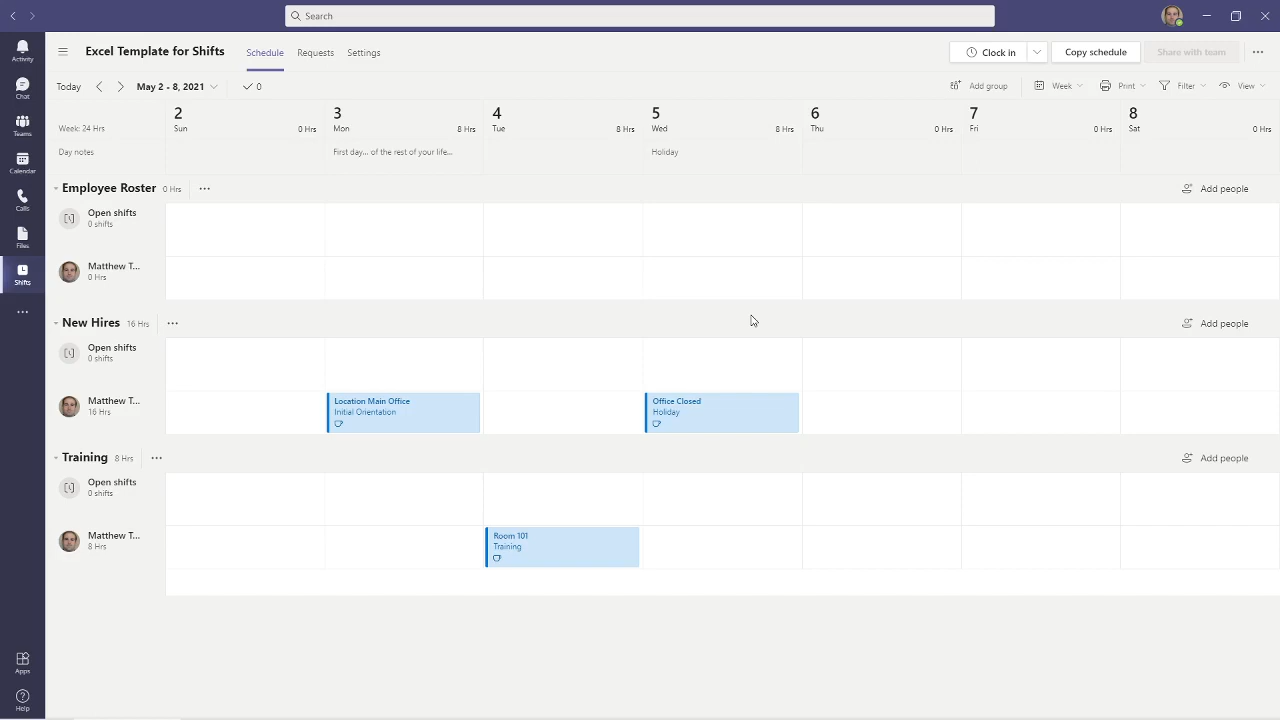 Search
Activity
Chat
Teams
Calendar
Calls
Files
Shifts
Apps
Help
Excel Template for Shifts
Schedule
Requests
Settings
Clock in
Copy schedule
Share with team
Today
May 2 - 8, 2021
0
Add group
Week
Print
Filter
View
Week: 24 Hrs
2
Sun
0 Hrs
3
Mon
8 Hrs
4
Tue
8 Hrs
5
Wed
8 Hrs
6
Thu
0 Hrs
7
Fri
0 Hrs
8
Sat
0 Hrs
Day notes
First day... of the rest of your life...
Holiday
Employee Roster 0 Hrs
Add people
Open shifts
0 shifts
Matthew T...
0 Hrs
New Hires 16 Hrs
Add people
Open shifts
0 shifts
Matthew T...
16 Hrs
Location Main Office
Initial Orientation
Office Closed
Holiday
Training 8 Hrs
Add people
Open shifts
0 shifts
Matthew T...
8 Hrs
Room 101
Training